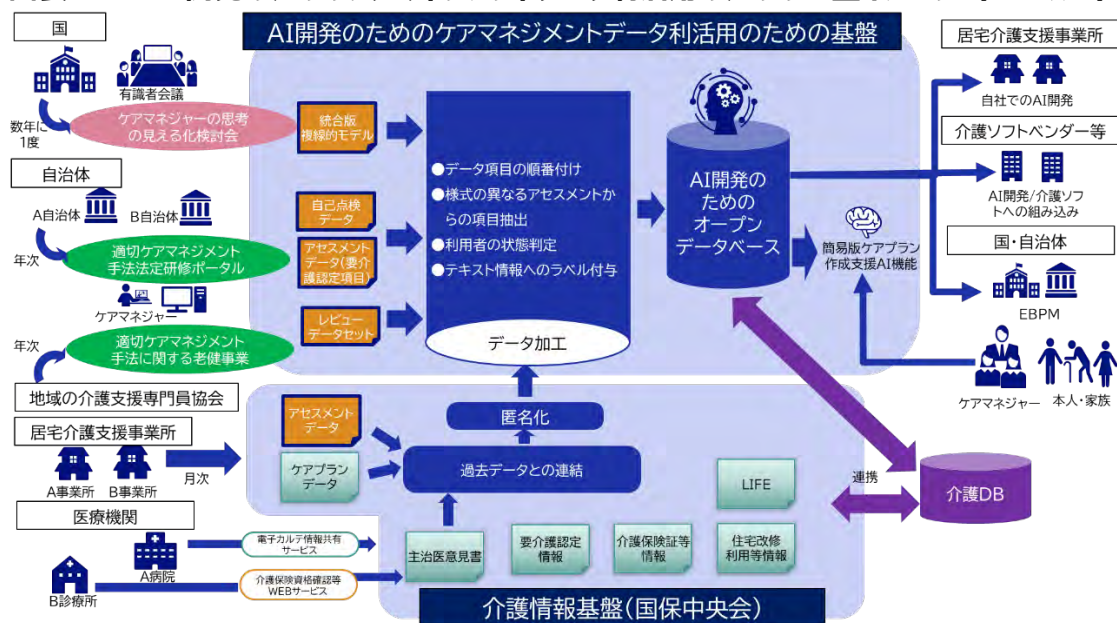 AI開発のためのケアマネジメントデータ利活用のための基盤
国
有識者会議
数年に
1度
ケアマネジャーの思考
の見える化検討会
自治体
A自治体
B自治体
年次
適切ケアマネジメント
手法法定研修ポータル
ケアマネジャー
年次
適切ケアマネジメント
手法に関する老健事業
地域の介護支援専門員協会
居宅介護支援事業所
A事業所
B事業所
月次
医療機関
A病院
B診療所
電子カルテ情報共有
サービス
介護保険資格確認等
WEBサービス
統合版
複線的モデル
自己点検
データ
アセスメント
データ(要介
護認定項目)
レビュー
データセット
●データ項目の順番付け
●様式の異なるアセスメントか
らの項目抽出
●利用者の状態判定
●テキスト情報へのラベル付与
データ加工
匿名化
過去データとの連結
アセスメント
データ
ケアプラン
データ
主治医意見書
要介護認定
情報
介護保険証等
情報
住宅改修
利用等情報
LIFE
介護情報基盤(国保中央会)
AI開発の
ための
オープン
データベース
簡易版ケアプラン
作成支援AI機能
連携
介護DB
居宅介護支援事業所
自社でのAI開発
介護ソフトベンダー等
AI開発/介護ソフ
トへの組み込み
国・自治体
EBPM
ケアマネジャー
本人・家族